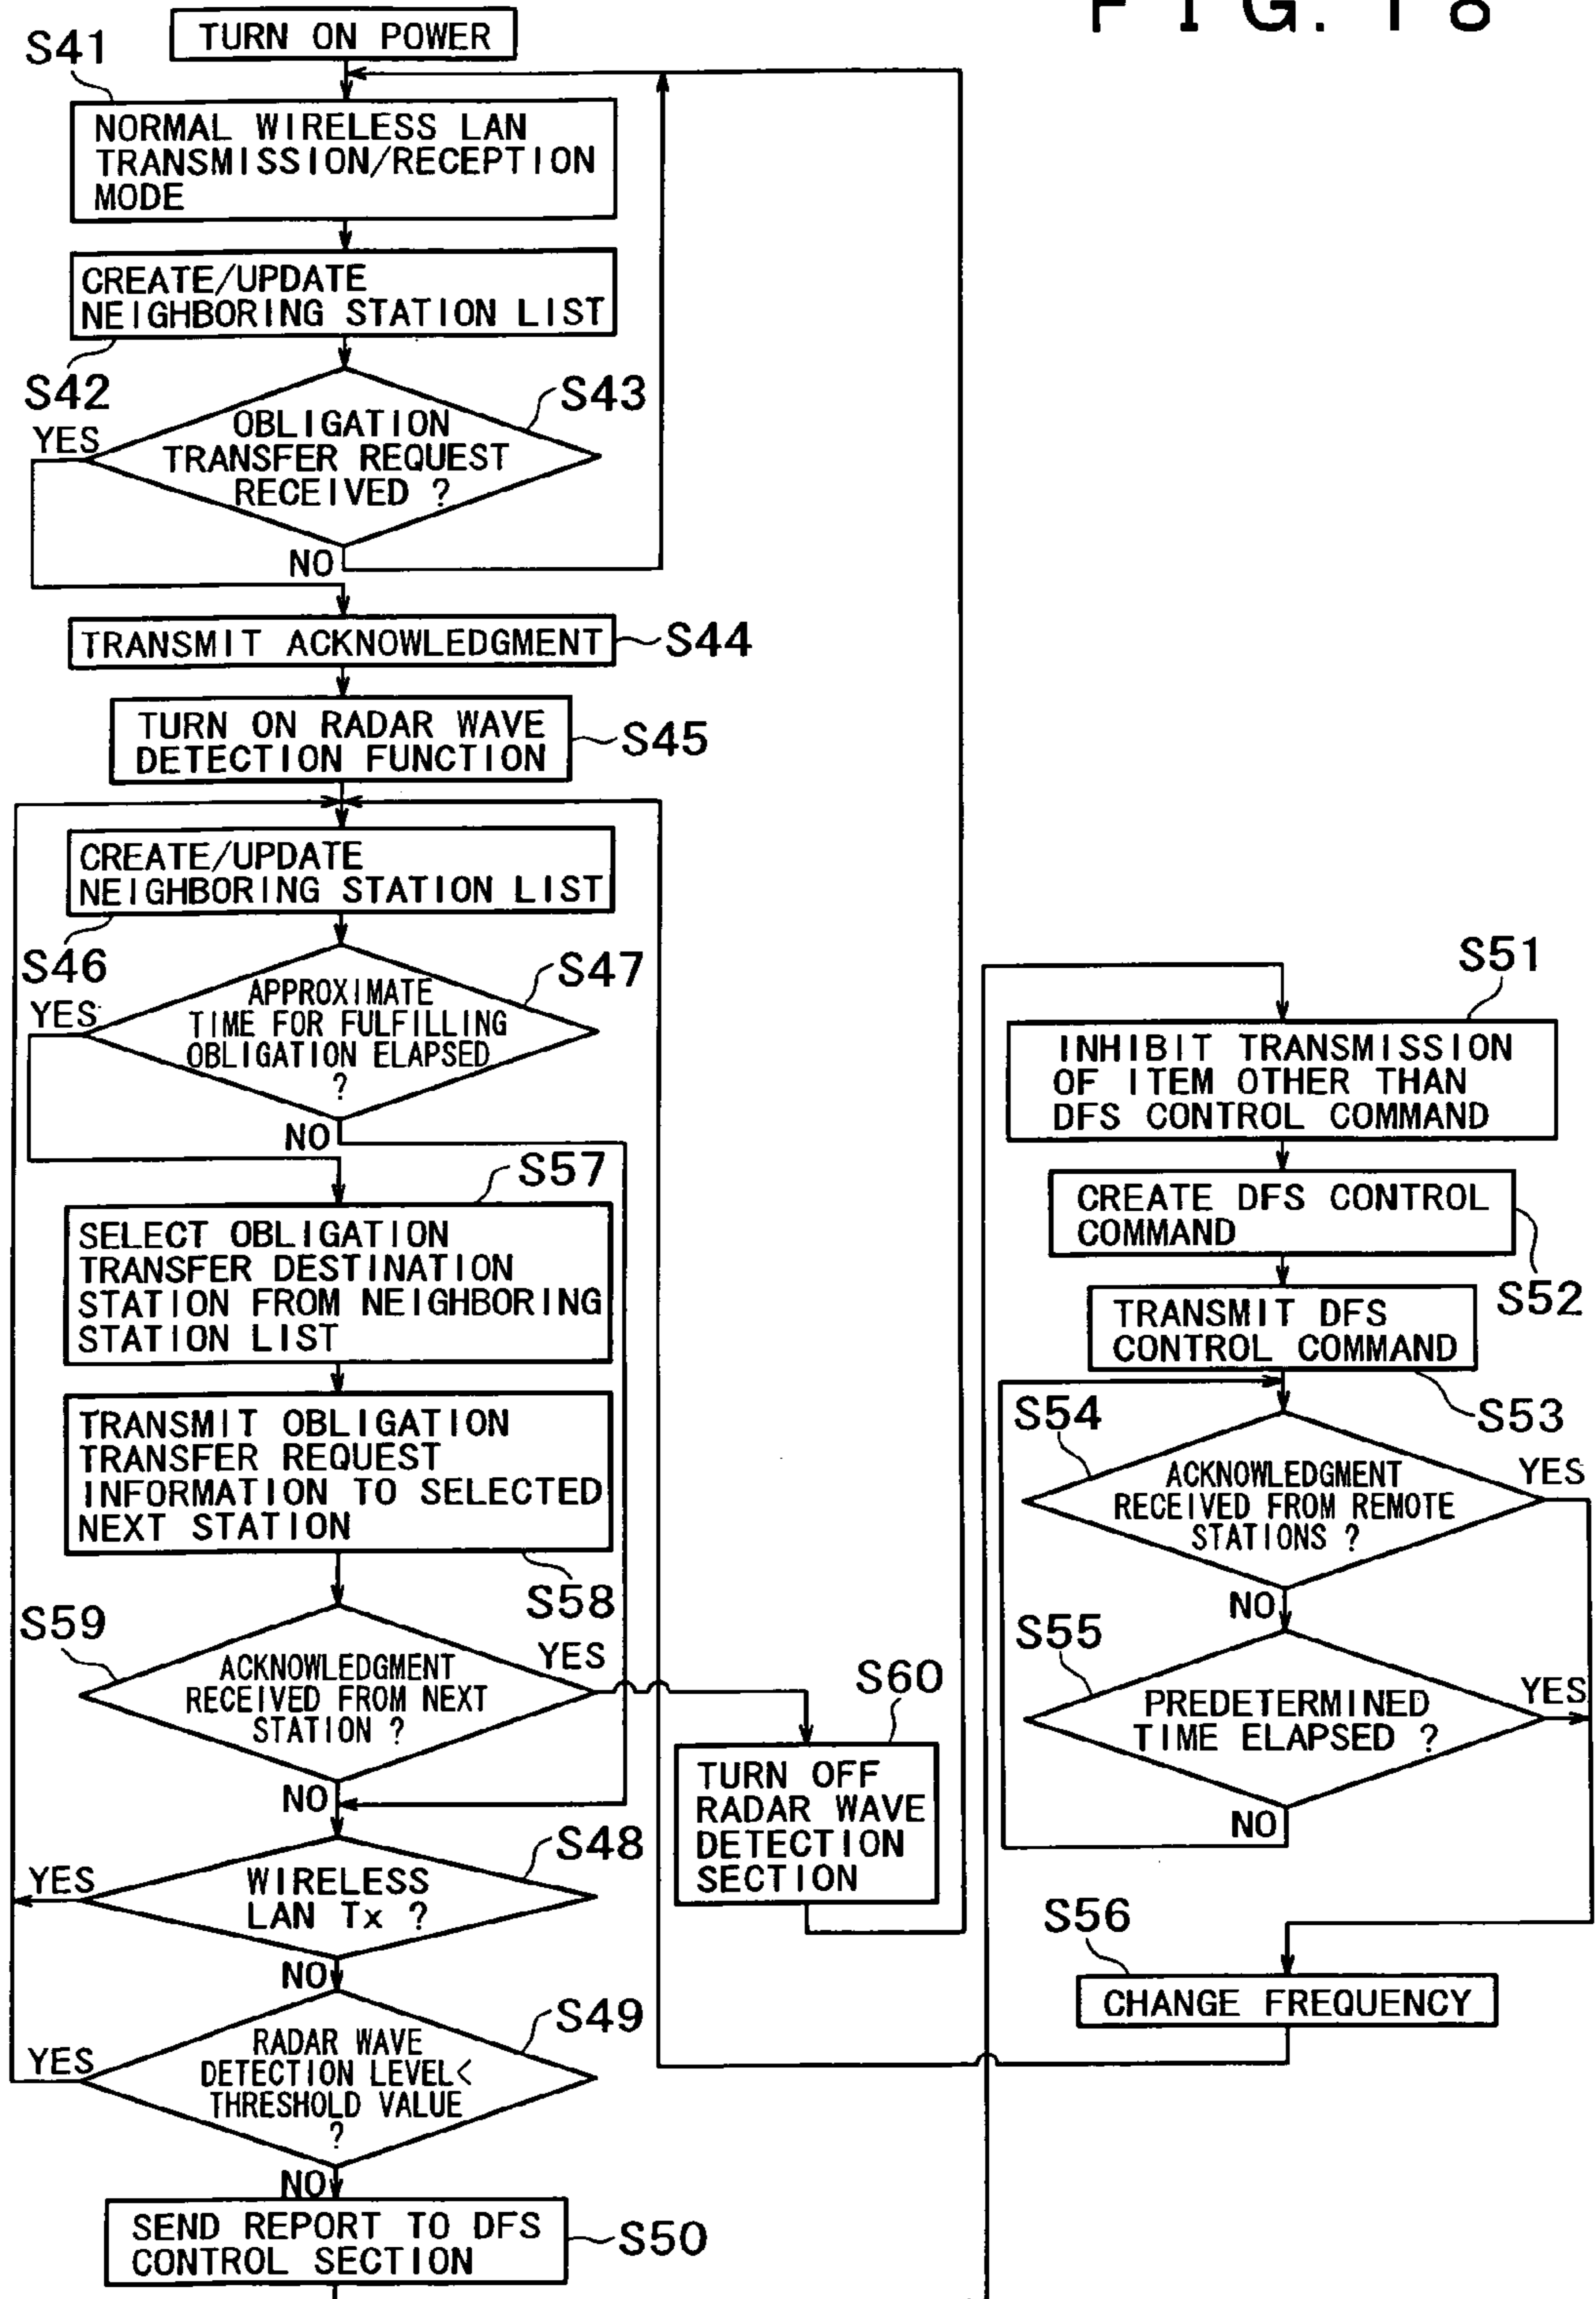 FIG. 18
TURN ON POWER
S41
NORMAL WIRELESS LAN
TRANSMISSION/RECEPTION
MODE
CREATE/UPDATE
NEIGHBORING STATION LIST
S42
S43
OBLIGATION
TRANSFER REQUEST
RECEIVED ?
YES
NO
TRANSMIT ACKNOWLEDGMENT
S44
TURN ON RADAR WAVE
DETECTION FUNCTION
S45
CREATE/UPDATE
NEIGHBORING STATION LIST
S46
S47
APPROXIMATE
TIME FOR FULFILLING
OBLIGATION ELAPSED
?
YES
NO
S57
SELECT OBLIGATION
TRANSFER DESTINATION
STATION FROM NEIGHBORING
STATION LIST
TRANSMIT OBLIGATION
TRANSFER REQUEST
INFORMATION TO SELECTED
NEXT STATION
S58
S59
ACKNOWLEDGMENT
RECEIVED FROM NEXT
STATION ?
YES
NO
S60
TURN OFF
RADAR WAVE
DETECTION
SECTION
S48
WIRELESS
LAN Tx ?
YES
NO
S49
RADAR WAVE
DETECTION LEVEL<
THRESHOLD VALUE
?
YES
NO
SEND REPORT TO DFS
CONTROL SECTION
S50
S51
INHIBIT TRANSMISSION
OF ITEM OTHER THAN
DFS CONTROL COMMAND
CREATE DFS CONTROL
COMMAND
S52
TRANSMIT DFS
CONTROL COMMAND
S53
S54
ACKNOWLEDGMENT
RECEIVED FROM REMOTE
STATIONS ?
YES
NO
S55
PREDETERMINED
TIME ELAPSED ?
YES
NO
S56
CHANGE FREQUENCY